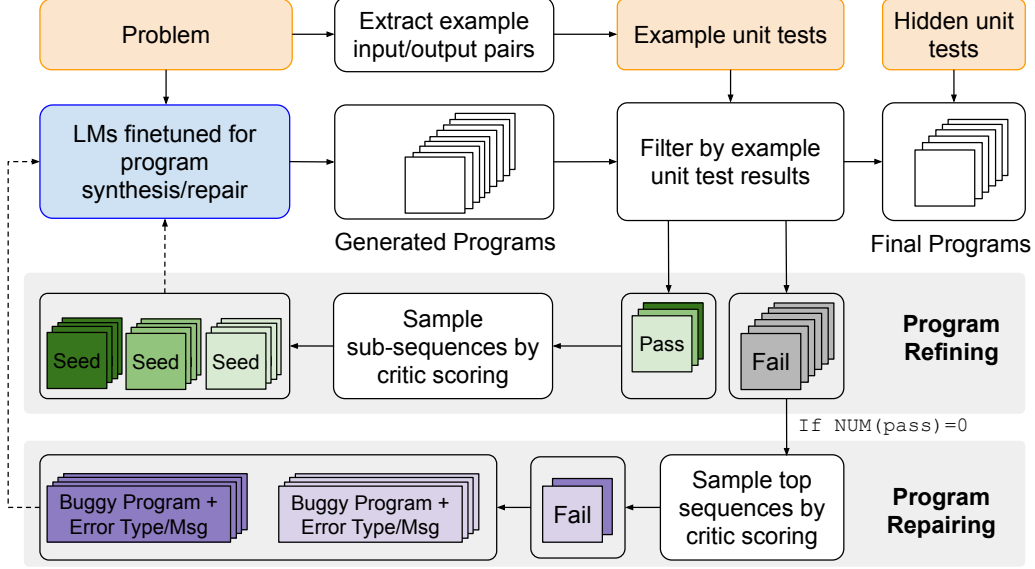 Problem
Extract example
input/output pairs
Example unit tests
Hidden unit
tests
LMs finetuned for
program
synthesis/repair
Generated Programs
Filter by example
unit test results
Final Programs
Seed
Seed
Seed
Sample
sub-sequences by
critic scoring
Pass
Fail
Program
Refining
If NUM(pass)=0
Buggy Program +
Error Type/Msg
Buggy Program +
Error Type/Msg
Fail
Sample top
sequences by
critic scoring
Program
Repairing